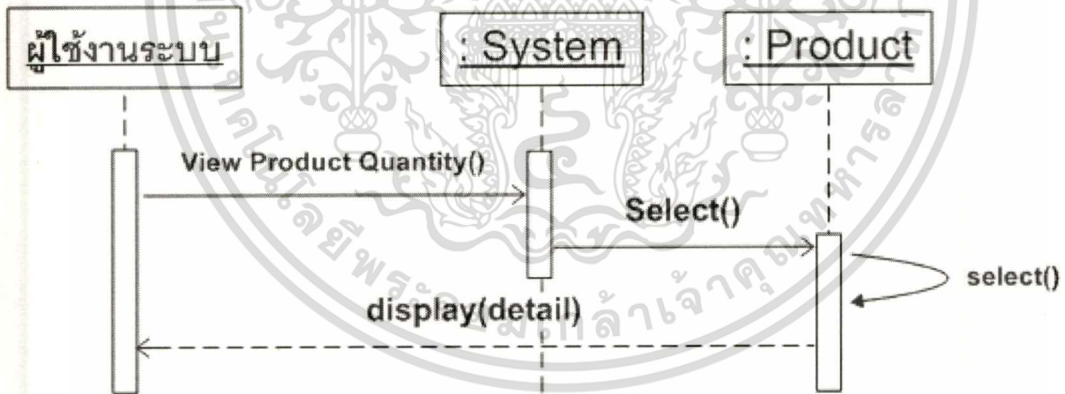 ผู้ใช้งานระบบ
: System
: Product
View Product Quantity()
Select()
select()
display(detail)